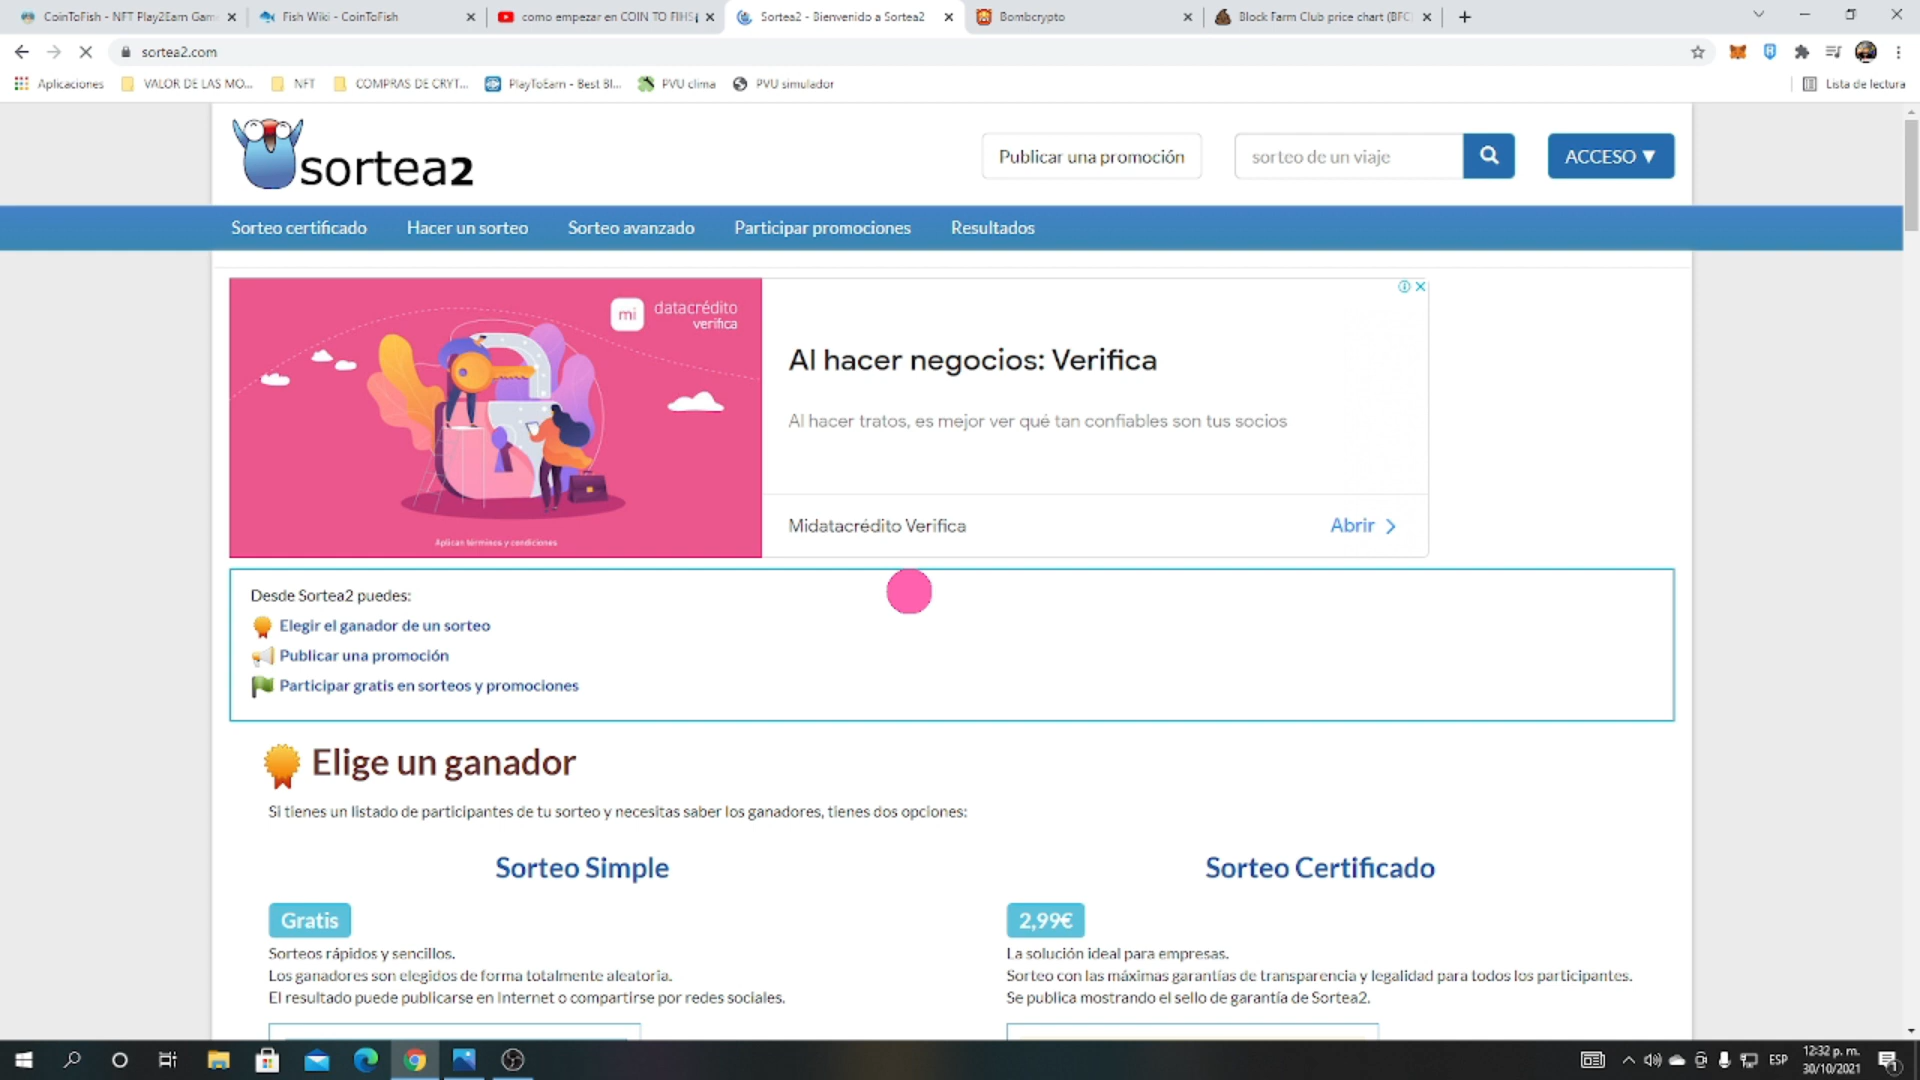 CoinToFish - NFT Play2Earn Gam
Fish Wiki - CoinToFish
como empezar en COIN TO FIHS
Sortea2 - Bienvenido a Sortea2
Bombcrypto
Block Farm Club price chart (BFC
sortea2.com
Aplicaciones
VALOR DE LAS MO...
NFT
COMPRAS DE CRYT...
PlayToEarn - Best Bl...
PVU clima
PVU simulador
Lista de lectura
sortea2
Publicar una promoción
sorteo de un viaje
ACCESO ▼
Sorteo certificado
Hacer un sorteo
Sorteo avanzado
Participar promociones
Resultados
mi datacrédito
verifica
Aplican términos y condiciones
Al hacer negocios: Verifica
Al hacer tratos, es mejor ver qué tan confiables son tus socios
Midatacrédito Verifica
Abrir
Desde Sortea2 puedes:
Elegir el ganador de un sorteo
Publicar una promoción
Participar gratis en sorteos y promociones
Elige un ganador
Si tienes un listado de participantes de tu sorteo y necesitas saber los ganadores, tienes dos opciones:
Sorteo Simple
Gratis
Sorteos rápidos y sencillos.
Los ganadores son elegidos de forma totalmente aleatoria.
El resultado puede publicarse en Internet o compartirse por redes sociales.
Sorteo Certificado
2,99€
La solución ideal para empresas.
Sorteo con las máximas garantías de transparencia y legalidad para todos los participantes.
Se publica mostrando el sello de garantía de Sortea2.
ESP
12:32 p. m.
30/10/2021
1